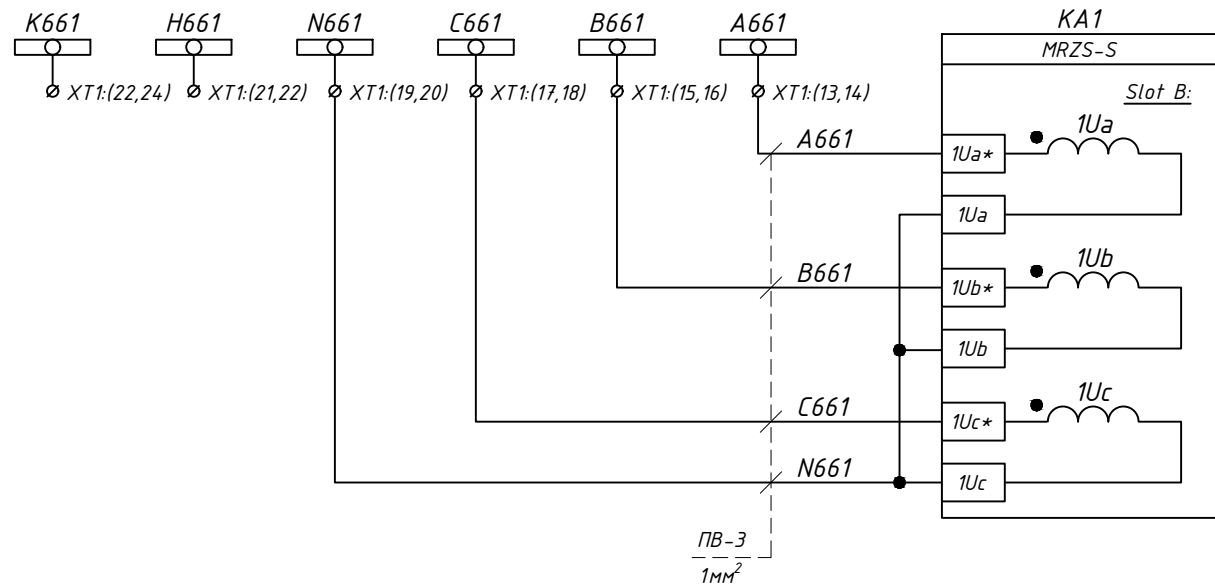 K661 H661 N661 C661 B661 A661 KA1
MRZS-S
XT1:(22,24) XT1:(21,22) XT1:(19,20) XT1:(17,18) XT1:(15,16) XT1:(13,14)
Slot B:
A661 1Ua* 1Ua
1Ua
B661 1Ub* 1Ub
1Ub
C661 1Uc* 1Uc
N661 1Uc
ПВ-3
1мм²